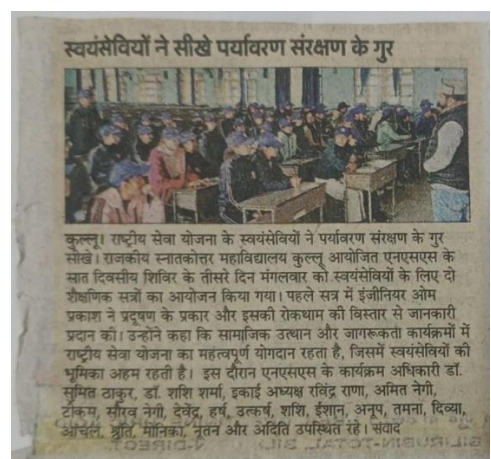 स्वयंसेवियों ने सीखे पर्यावरण संरक्षण के गुर
कुल्लू। राष्ट्रीय सेवा योजना के स्वयंसेवियों ने पर्यावरण संरक्षण के गुर
सीखे। राजकीय स्नातकोत्तर महाविद्यालय कुल्लू आयोजित एनएसएस के
सात दिवसीय शिविर के तीसरे दिन मंगलवार को स्वयंसेवियों के लिए दो
शैक्षणिक सत्रों का आयोजन किया गया। पहले सत्र में इंजीनियर ओम
प्रकाश ने प्रदूषण के प्रकार और इसकी रोकथाम की विस्तार से जानकारी
प्रदान की। उन्होंने कहा कि सामाजिक उत्थान और जागरूकता कार्यक्रमों में
राष्ट्रीय सेवा योजना का महत्वपूर्ण योगदान रहता है, जिसमें स्वयंसेवियों की
भूमिका अहम रहती है। इस दौरान एनएसएस के कार्यक्रम अधिकारी डॉ.
सुमित ठाकुर, डॉ. शशि शर्मा, इकाई अध्यक्ष रविंद्र राणा, अमित नेगी,
टीकम, सौरव नेगी, देवेंद्र, हर्ष, उत्कर्ष, शशि, ईशान, अनूप, तमना, दिव्या,
आंचल, श्रुति, मोनिका, नूतन और अदिति उपस्थित रहे। संवाद